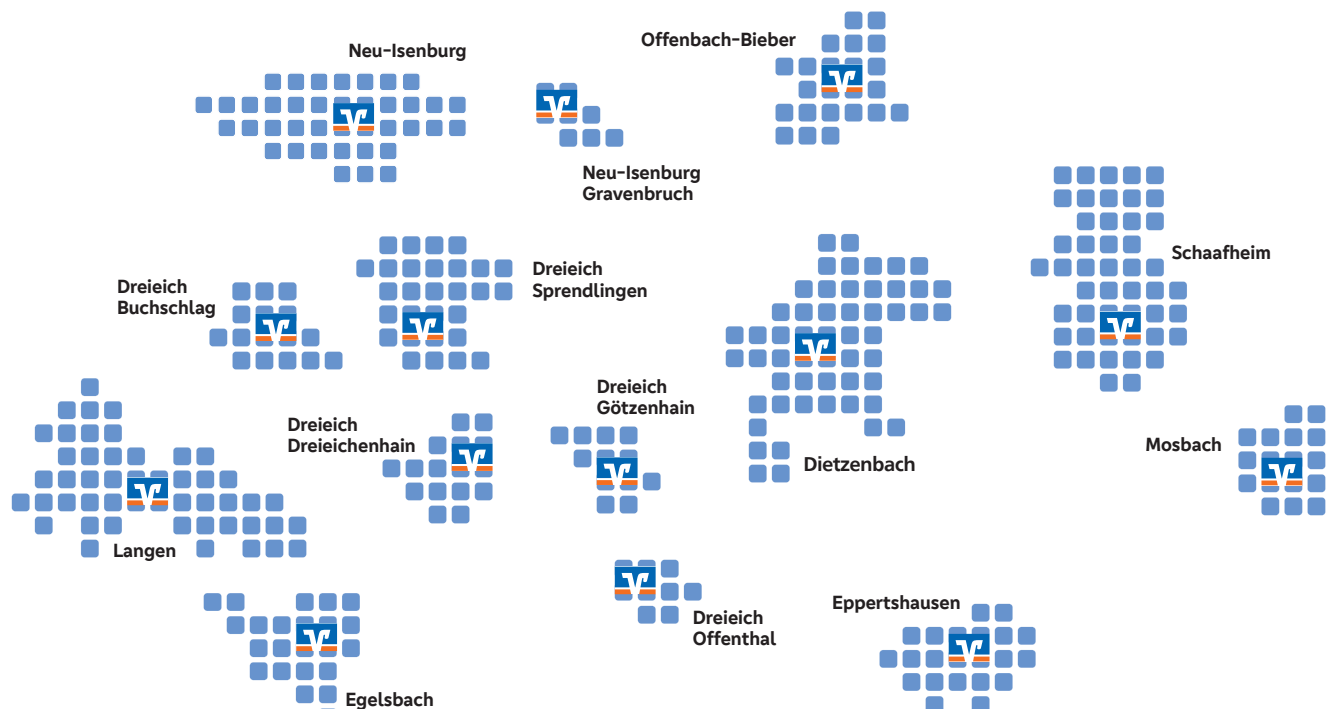 Neu-Isenburg
Offenbach-Bieber
Neu-Isenburg
Gravenbruch
Schaafheim
Dreieich
Buchschlag
Dreieich
Sprendlingen
Dreieich
Dreieichenhain
Dreieich
Götzenhain
Dietzenbach
Mosbach
Langen
Dreieich
Offenthal
Eppertshausen
Egelsbach